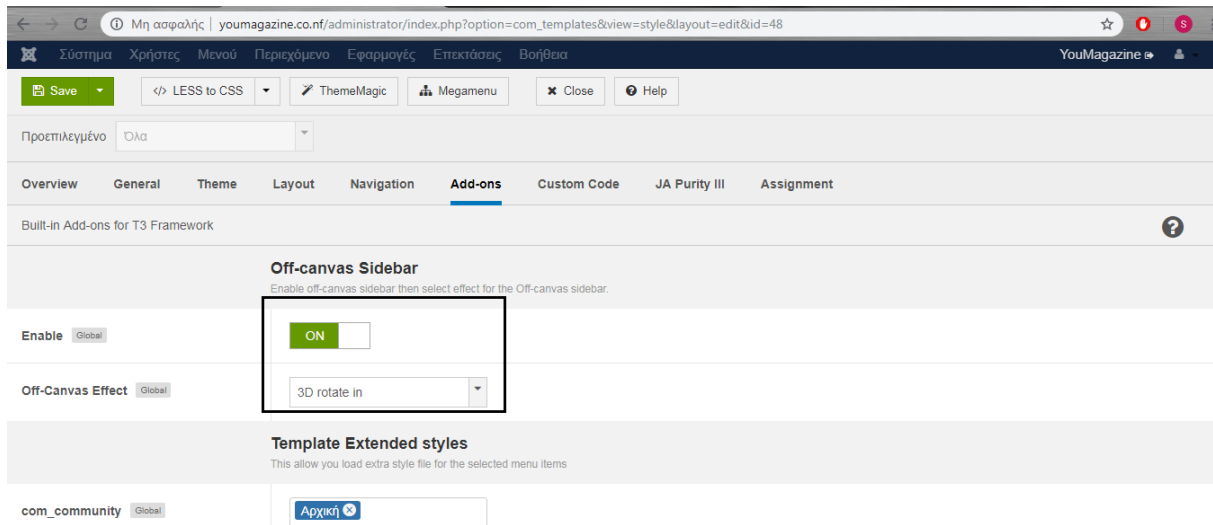 Μη ασφαλής | youmagazine.co.nf/administrator/index.php?option=com_templates&view=style&layout=edit&id=48 S
Σύστημα Χρήστες Μενού Περιεχόμενο Εφαρμογές Επεκτάσεις Βοήθεια YouMagazine
Save </> LESS to CSS ThemeMagic Megamenu Close Help
Προεπιλεγμένο Όλα
Overview General Theme Layout Navigation Add-ons Custom Code JA Purity III Assignment
Built-in Add-ons for T3 Framework
Off-canvas Sidebar
Enable off-canvas sidebar then select effect for the Off-canvas sidebar.
Enable Global ON
Off-Canvas Effect Global 3D rotate in
Template Extended styles
This allow you load extra style file for the selected menu items
com_community Global Αρχική